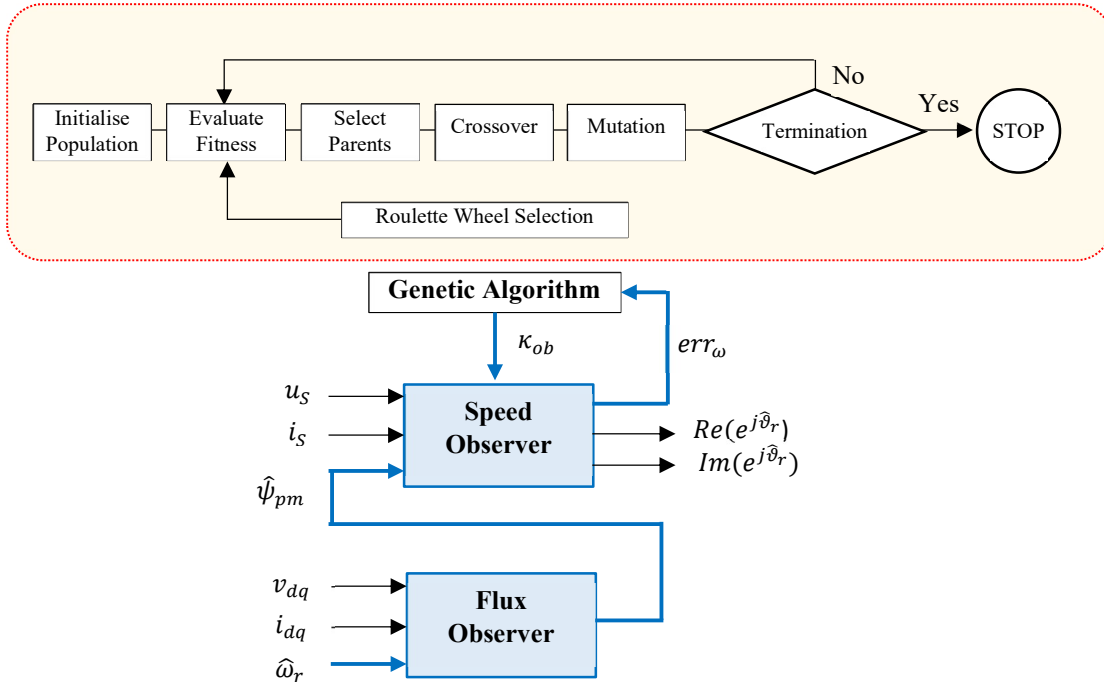 No
Yes
Initialise
Population
Evaluate
Fitness
Select
Parents
Crossover
Mutation
Termination
STOP
Roulette Wheel Selection
Genetic Algorithm
κ_ob
err_ω
u_S
i_S
ψ̂_pm
Speed
Observer
Re(e^{jϑ̂_r})
Im(e^{jϑ̂_r})
v_dq
i_dq
ω̂_r
Flux
Observer